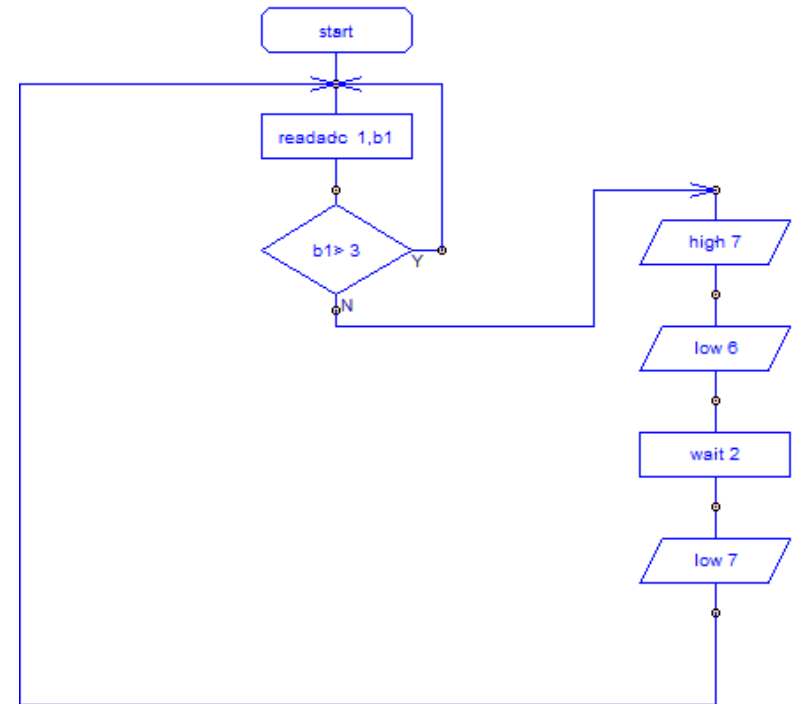 start
readadc 1,b1
b1> 3
Y
N
high 7
low 6
wait 2
low 7